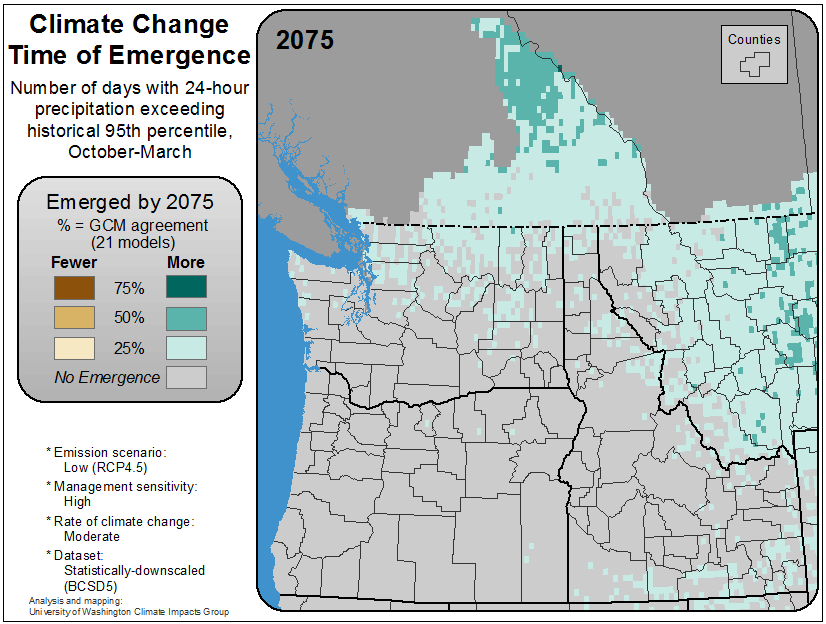 Climate Change
Time of Emergence
Number of days with 24-hour
precipitation exceeding
historical 95th percentile,
October-March
Emerged by 2075
% = GCM agreement
(21 models)
Fewer More
75%
50%
25%
No Emergence
* Emission scenario:
Low (RCP4.5)
* Management sensitivity:
High
* Rate of climate change:
Moderate
* Dataset:
Statistically-downscaled
(BCSD5)
Analysis and mapping:
University of Washington Climate Impacts Group
2075
Counties